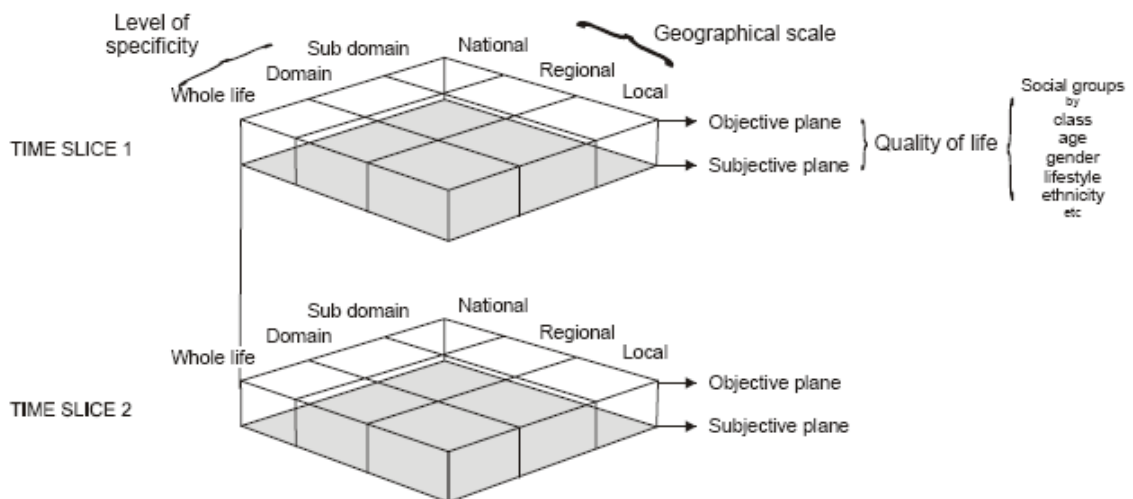 Level of
specificity
Sub domain
National
Geographical scale
Domain
Regional
Whole life
Local
Social groups
by
class
age
gender
lifestyle
ethnicity
etc
TIME SLICE 1
Objective plane
Subjective plane
Quality of life
Sub domain
National
Domain
Regional
Whole life
Local
TIME SLICE 2
Objective plane
Subjective plane